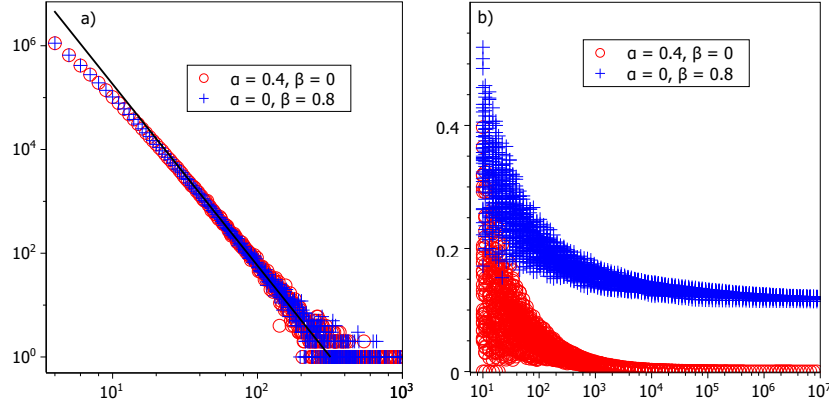 a)
α = 0.4, β = 0
α = 0, β = 0.8
10^6
10^4
10^2
10^0
10^1
10^2
10^3
b)
α = 0.4, β = 0
α = 0, β = 0.8
0.4
0.2
0
10^1
10^2
10^3
10^4
10^5
10^6
10^7